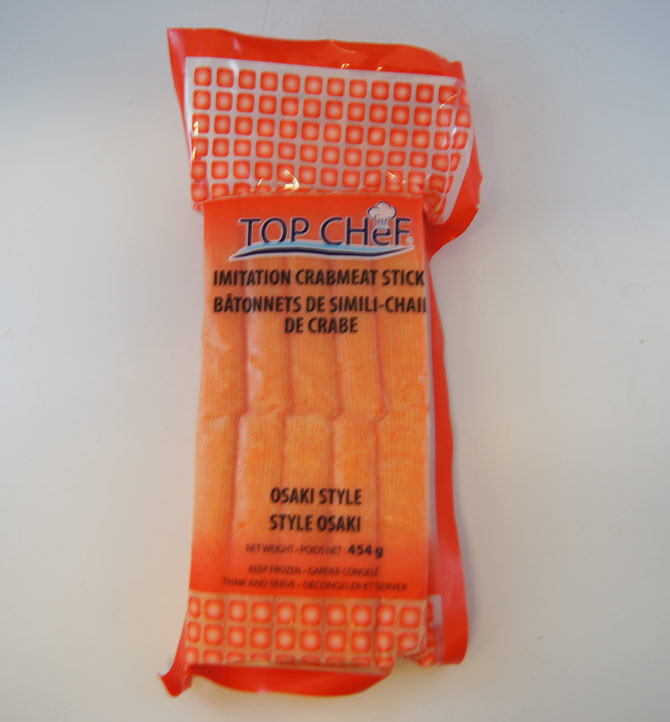 TOP CHeF
IMITATION CRABMEAT STICK
BÂTONNETS DE SIMILI-CHAI
DE CRABE
OSAKI STYLE
STYLE OSAKI
NET WEIGHT - POIDS NET : 454 g
KEEP FROZEN - GARDER CONGELÉ
THAW AND SERVE - DÉCONGELER ET SERVER